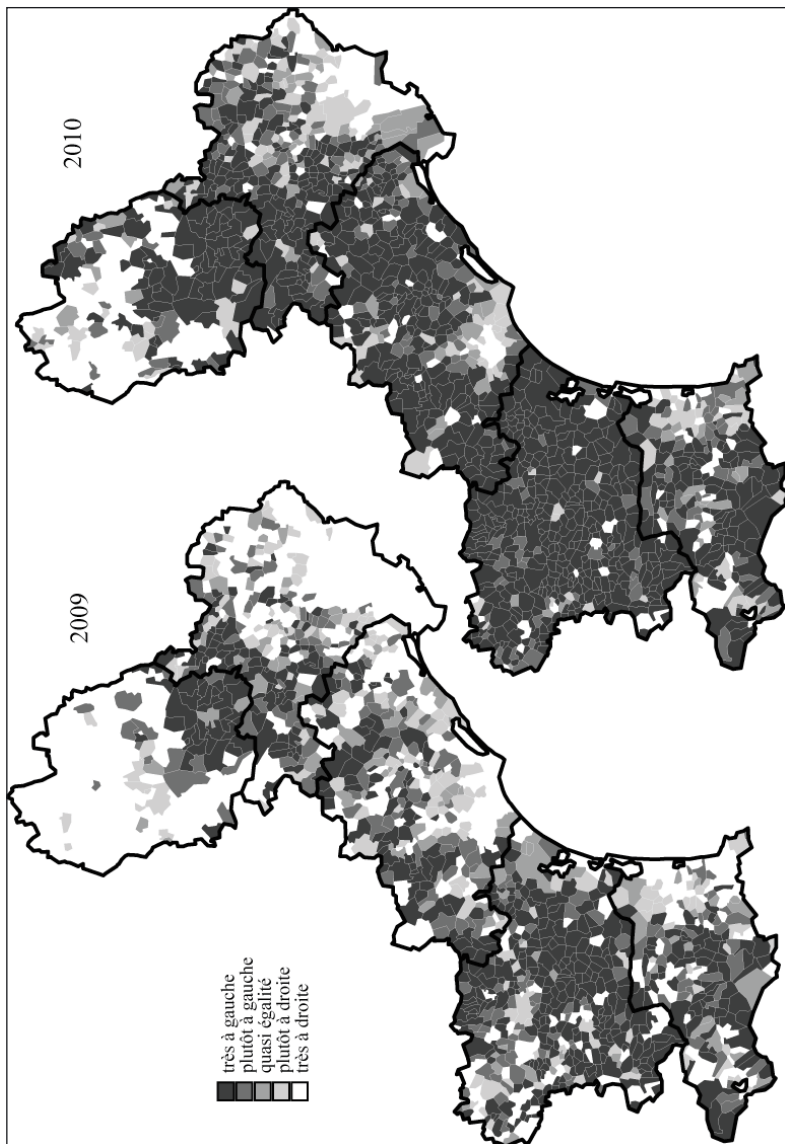 2009
2010
très à gauche
plutôt à gauche
quasi égalité
plutôt à droite
très à droite